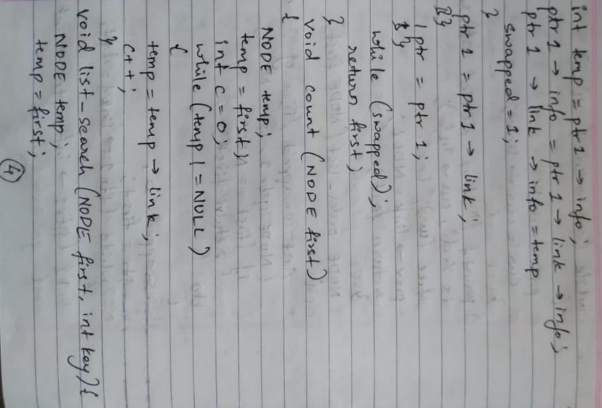 int temp = ptr1 → info;
ptr1 → info = ptr1 → link → info;
ptr1 → link → info = temp
swapped = 1;
}
ptr1 = ptr1 → link;
}
lptr = ptr1;
}
while (swapped);
return first;
}
void count (NODE first)
{
NODE temp;
temp = first;
int c = 0;
while (temp != NULL)
{
temp = temp → link;
c++;
}
void list_search (NODE first, int key) {
NODE temp;
temp = first;
4